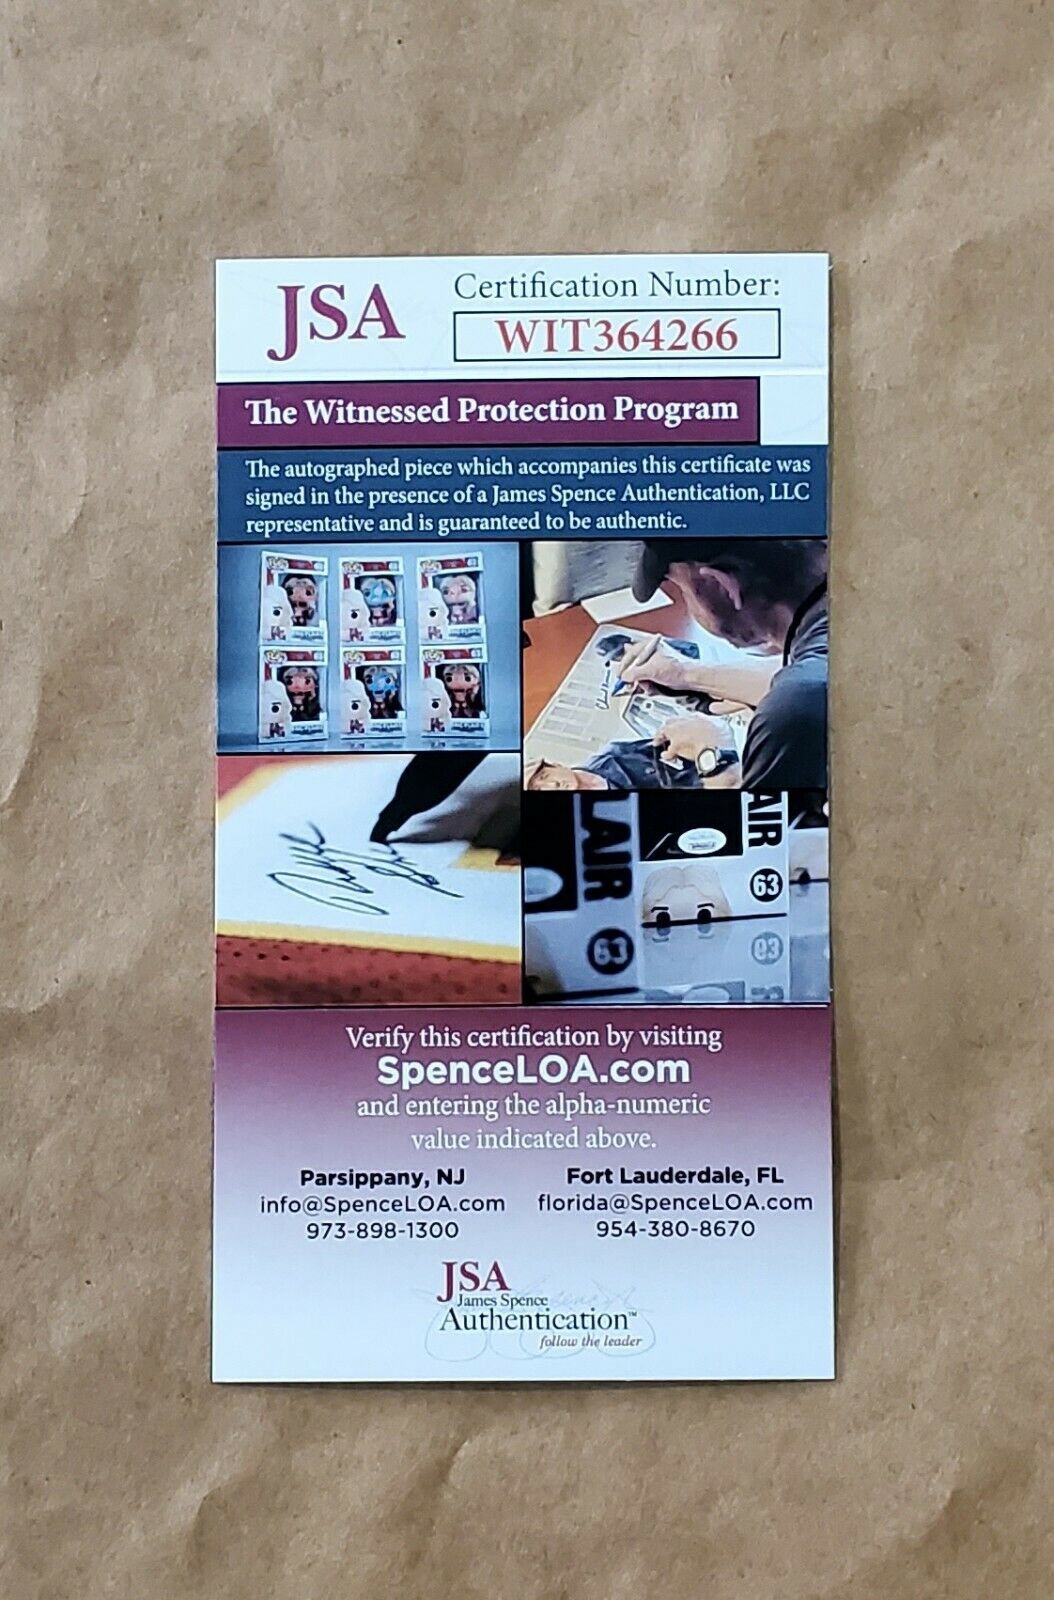 JSA
Certification Number:
WIT364266
The Witnessed Protection Program
The autographed piece which accompanies this certificate was
signed in the presence of a James Spence Authentication, LLC
representative and is guaranteed to be authentic.
LAIR
63
AIR
63
Verify this certification by visiting
SpenceLOA.com
and entering the alpha-numeric
value indicated above.
Parsippany, NJ
info@SpenceLOA.com
973-898-1300
Fort Lauderdale, FL
florida@SpenceLOA.com
954-380-8670
JSA
James Spence
Authentication™
follow the leader